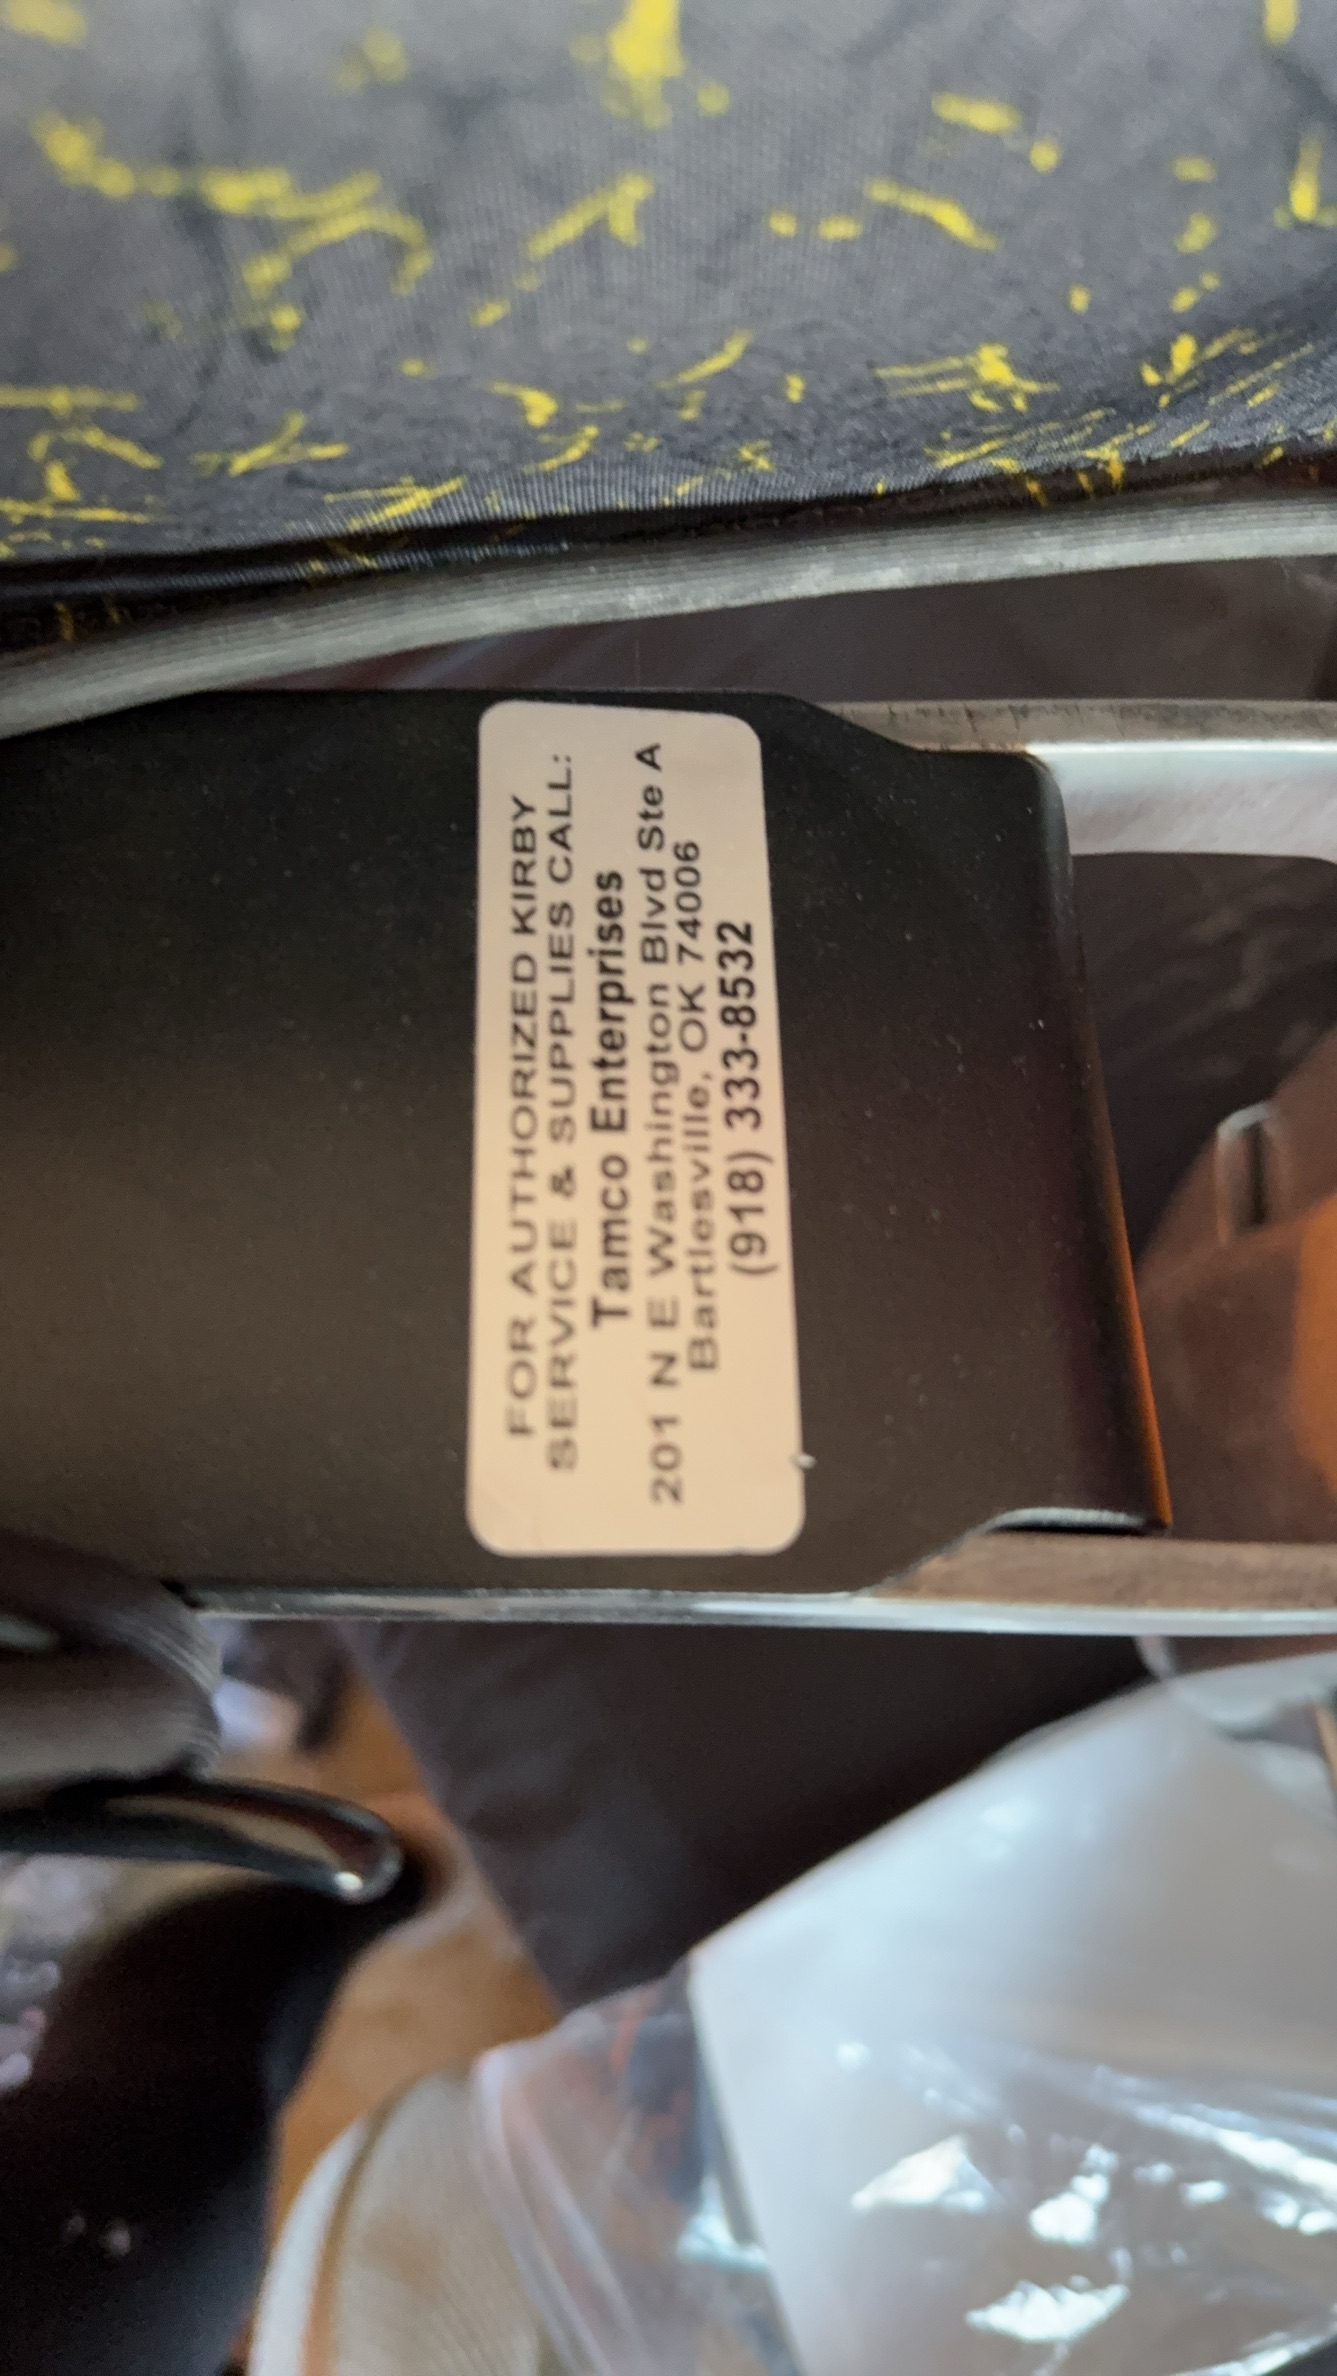 FOR AUTHORIZED KIRBY
SERVICE & SUPPLIES CALL:
Tamco Enterprises
201 N E Washington Blvd Ste A
Bartlesville, OK 74006
(918) 333-8532